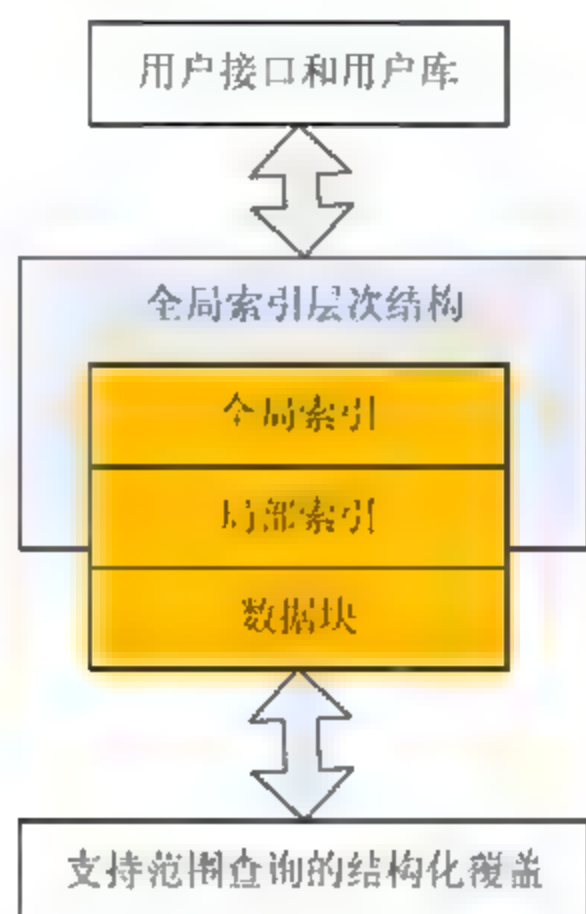 用户接口和用户库
全局索引层次结构
全局索引
局部索引
数据块
支持范围查询的结构化覆盖